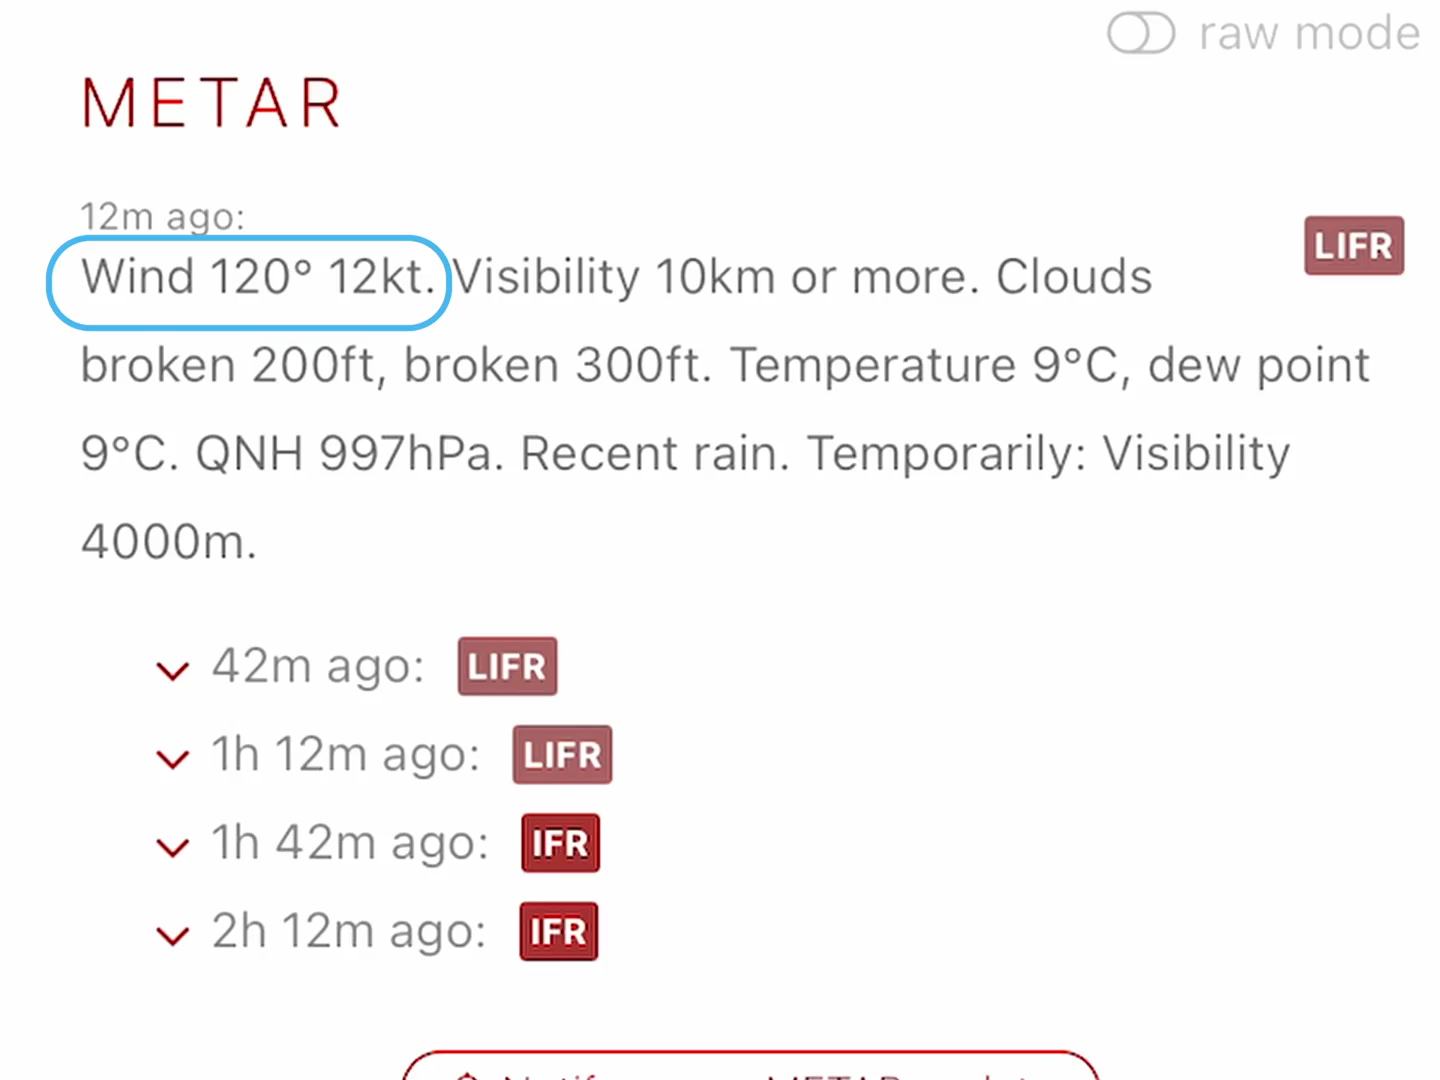 raw mode
METAR
12m ago:
LIFR
Wind 120° 12kt. Visibility 10km or more. Clouds
broken 200ft, broken 300ft. Temperature 9°C, dew point
9°C. QNH 997hPa. Recent rain. Temporarily: Visibility
4000m.
42m ago: LIFR
1h 12m ago: LIFR
1h 42m ago: IFR
2h 12m ago: IFR